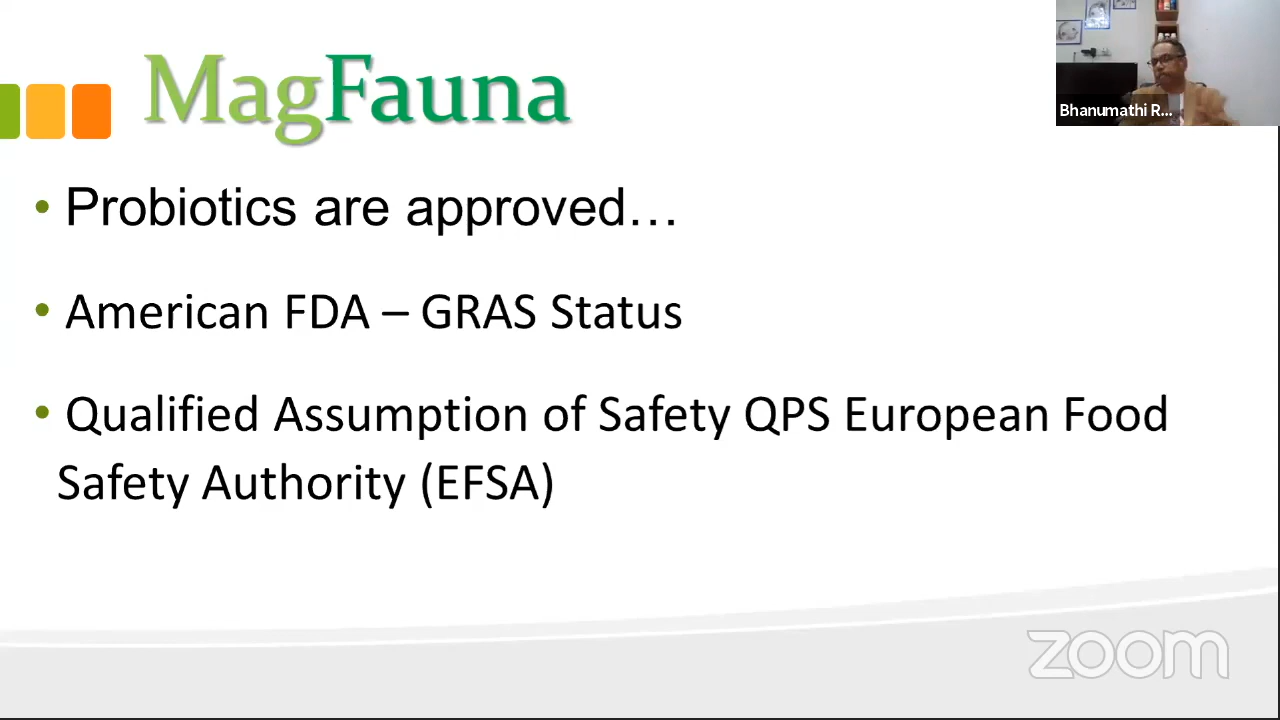 MagFauna
Bhanumathi R...
• Probiotics are approved…
• American FDA – GRAS Status
• Qualified Assumption of Safety QPS European Food
Safety Authority (EFSA)
zoom